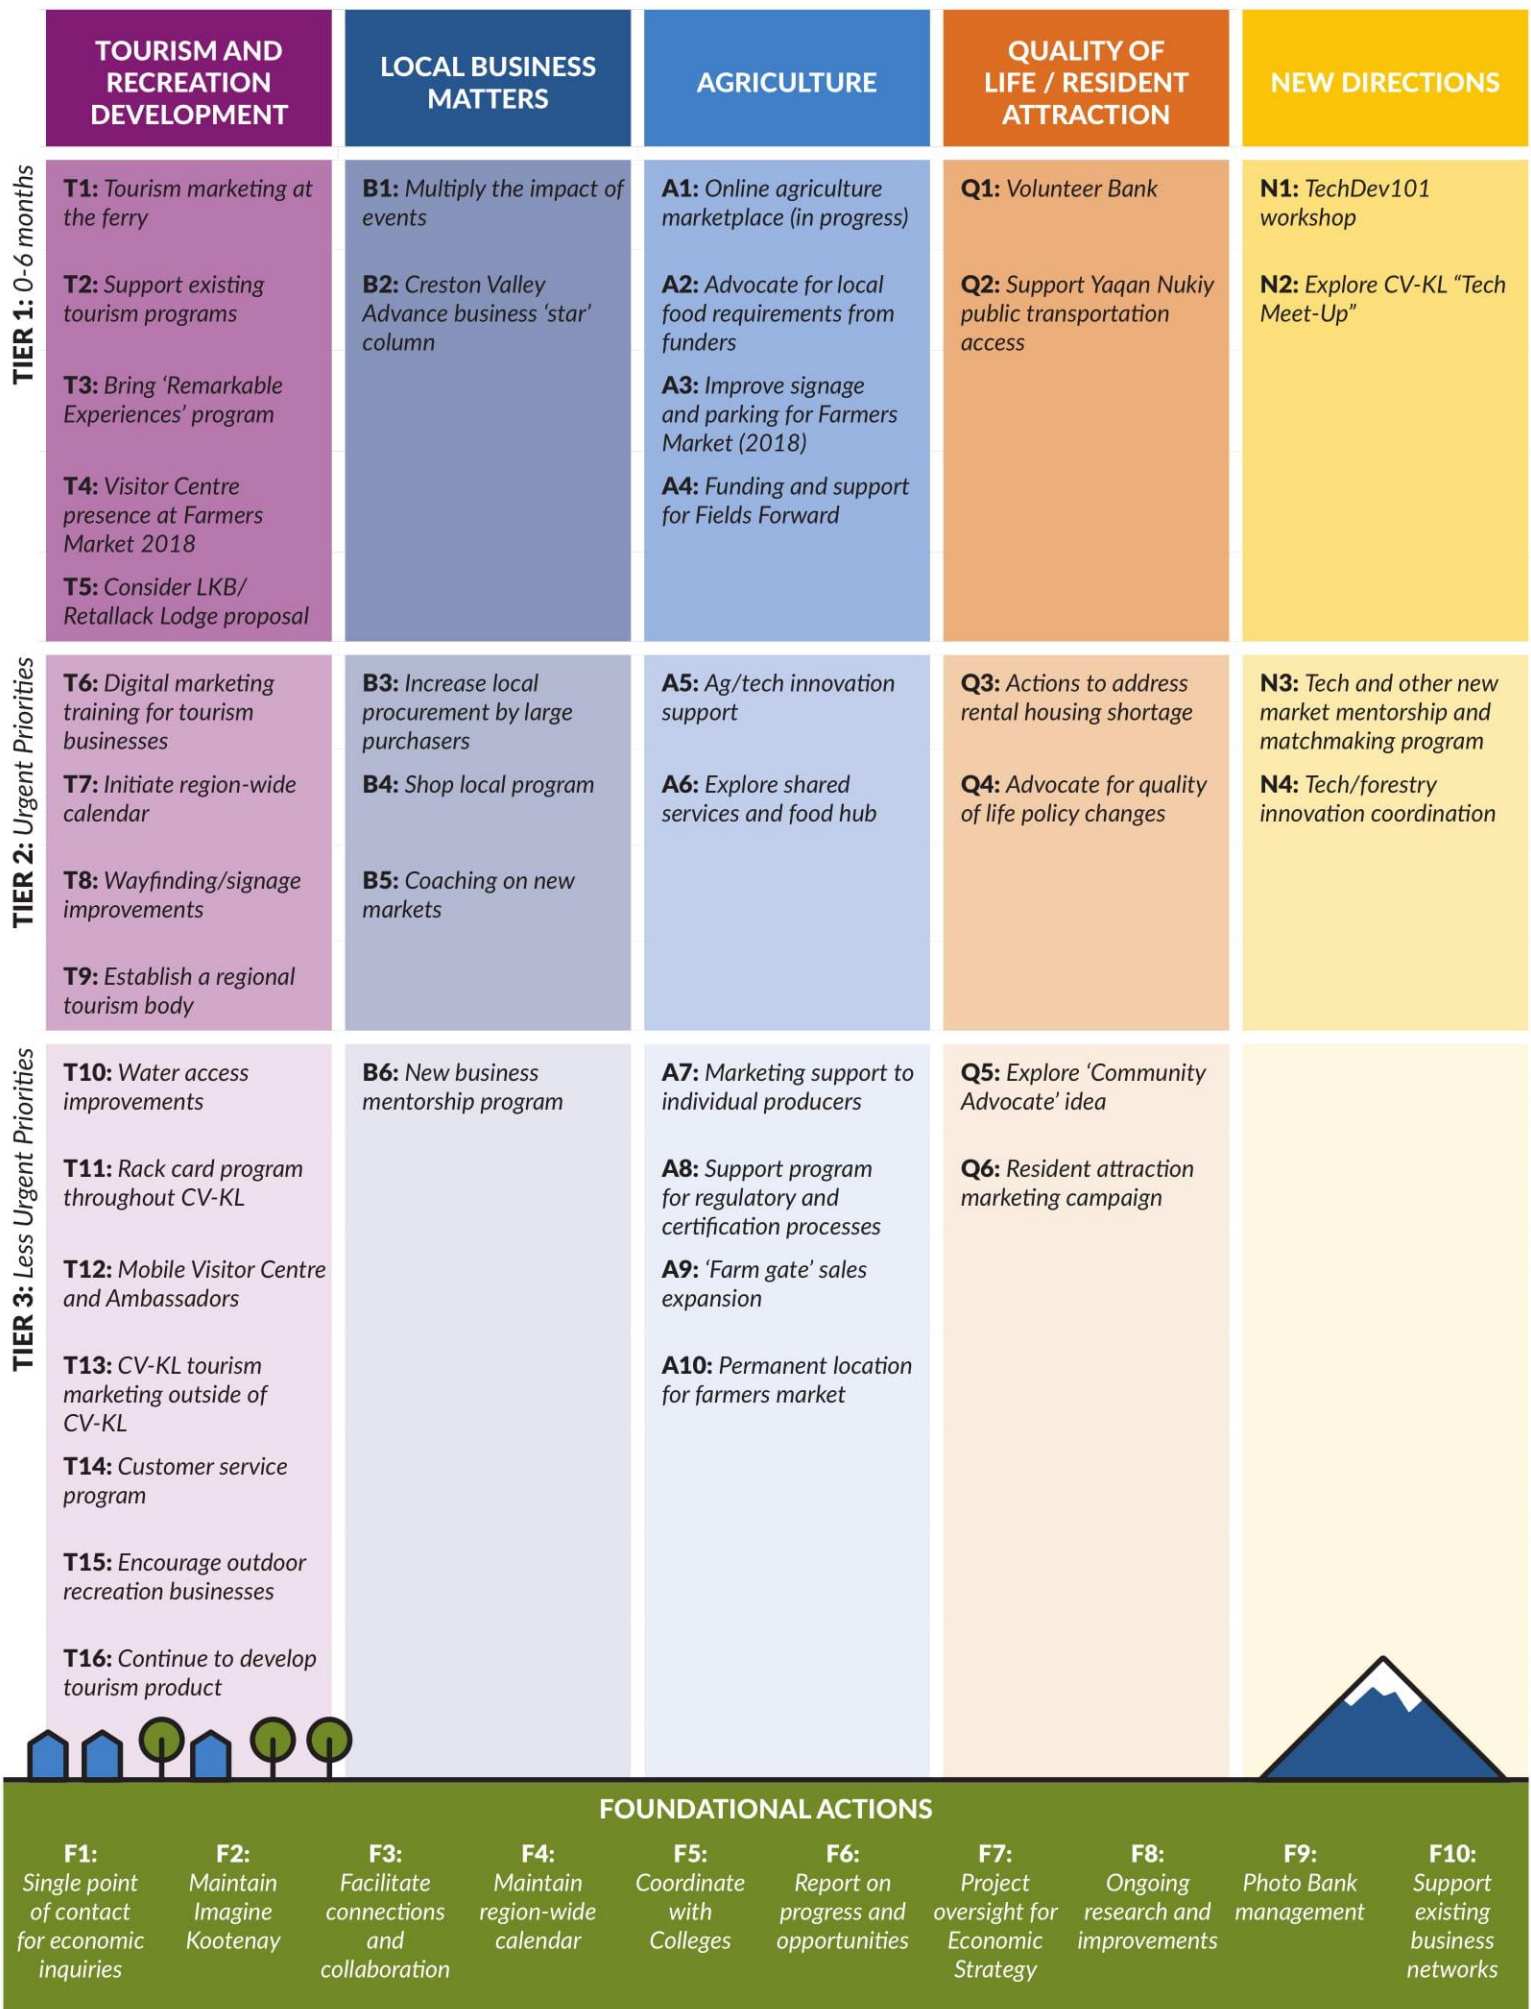 TOURISM AND
RECREATION
DEVELOPMENT
LOCAL BUSINESS
MATTERS
AGRICULTURE
QUALITY OF
LIFE / RESIDENT
ATTRACTION
NEW DIRECTIONS
TIER 1: 0-6 months
T1: Tourism marketing at
the ferry
T2: Support existing
tourism programs
T3: Bring ‘Remarkable
Experiences’ program
T4: Visitor Centre
presence at Farmers
Market 2018
T5: Consider LKB/
Retallack Lodge proposal
B1: Multiply the impact of
events
B2: Creston Valley
Advance business ‘star’
column
A1: Online agriculture
marketplace (in progress)
A2: Advocate for local
food requirements from
funders
A3: Improve signage
and parking for Farmers
Market (2018)
A4: Funding and support
for Fields Forward
Q1: Volunteer Bank
Q2: Support Yaqan Nukiy
public transportation
access
N1: TechDev101
workshop
N2: Explore CV-KL “Tech
Meet-Up”
TIER 2: Urgent Priorities
T6: Digital marketing
training for tourism
businesses
T7: Initiate region-wide
calendar
T8: Wayfinding/signage
improvements
T9: Establish a regional
tourism body
B3: Increase local
procurement by large
purchasers
B4: Shop local program
B5: Coaching on new
markets
A5: Ag/tech innovation
support
A6: Explore shared
services and food hub
Q3: Actions to address
rental housing shortage
Q4: Advocate for quality
of life policy changes
N3: Tech and other new
market mentorship and
matchmaking program
N4: Tech/forestry
innovation coordination
TIER 3: Less Urgent Priorities
T10: Water access
improvements
T11: Rack card program
throughout CV-KL
T12: Mobile Visitor Centre
and Ambassadors
T13: CV-KL tourism
marketing outside of
CV-KL
T14: Customer service
program
T15: Encourage outdoor
recreation businesses
T16: Continue to develop
tourism product
B6: New business
mentorship program
A7: Marketing support to
individual producers
A8: Support program
for regulatory and
certification processes
A9: ‘Farm gate’ sales
expansion
A10: Permanent location
for farmers market
Q5: Explore ‘Community
Advocate’ idea
Q6: Resident attraction
marketing campaign
FOUNDATIONAL ACTIONS
F1:
Single point
of contact
for economic
inquiries
F2:
Maintain
Imagine
Kootenay
F3:
Facilitate
connections
and
collaboration
F4:
Maintain
region-wide
calendar
F5:
Coordinate
with
Colleges
F6:
Report on
progress and
opportunities
F7:
Project
oversight for
Economic
Strategy
F8:
Ongoing
research and
improvements
F9:
Photo Bank
management
F10:
Support
existing
business
networks